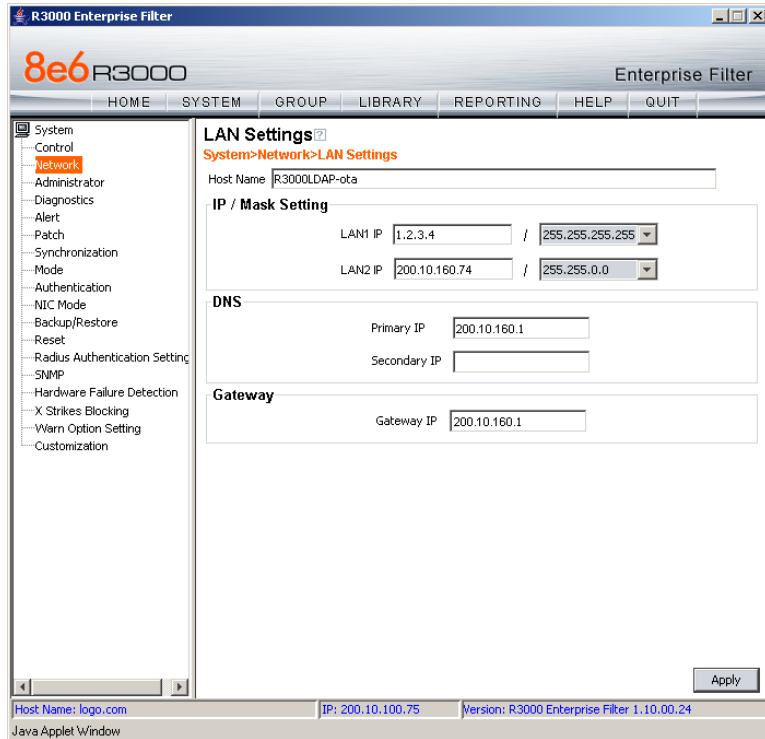 R3000 Enterprise Filter
8e6 R3000
Enterprise Filter
HOME SYSTEM GROUP LIBRARY REPORTING HELP QUIT
System
Control
Network
Administrator
Diagnostics
Alert
Patch
Synchronization
Mode
Authentication
NIC Mode
Backup/Restore
Reset
Radius Authentication Setting
SNMP
Hardware Failure Detection
X Strikes Blocking
Warn Option Setting
Customization
LAN Settings?
System>Network>LAN Settings
Host Name R3000LDAP-ota
IP / Mask Setting
LAN1 IP 1.2.3.4 / 255.255.255.255
LAN2 IP 200.10.160.74 / 255.255.0.0
DNS
Primary IP 200.10.160.1
Secondary IP
Gateway
Gateway IP 200.10.160.1
Apply
Host Name: logo.com IP: 200.10.100.75 Version: R3000 Enterprise Filter 1.10.00.24
Java Applet Window